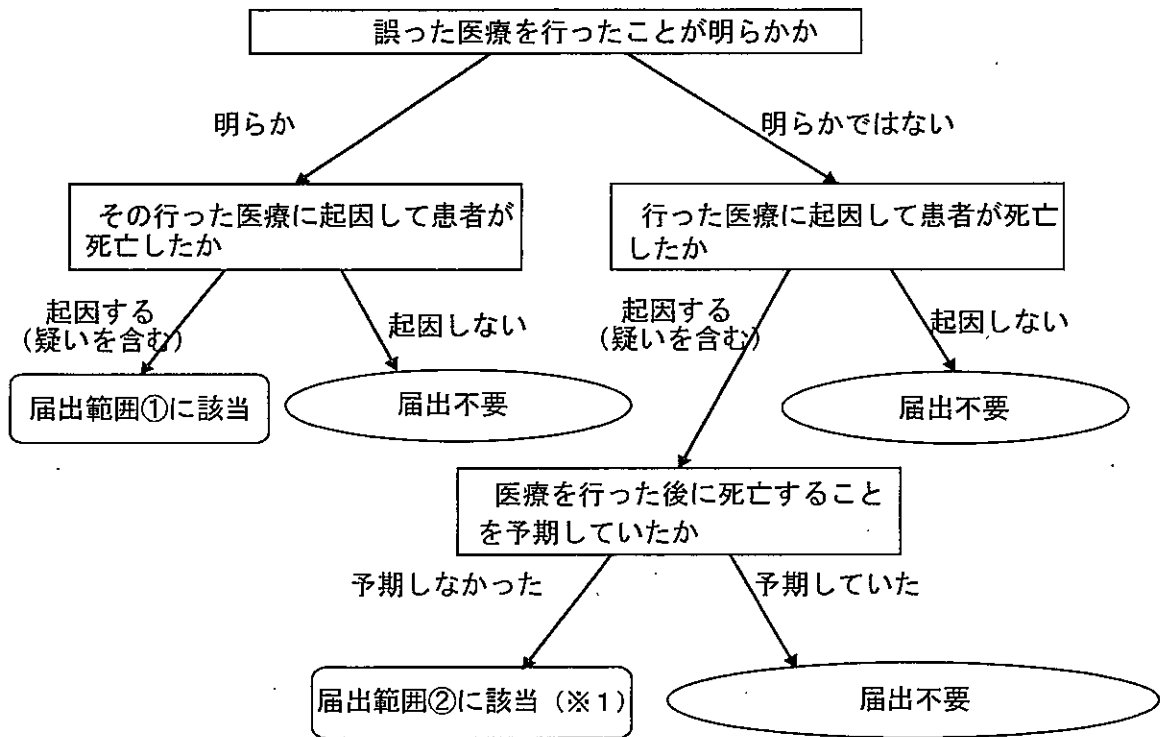 誤った医療を行ったことが明らかか
明らか
明らかではない
その行った医療に起因して患者が
死亡したか
行った医療に起因して患者が死亡
したか
起因する
(疑いを含む)
起因しない
起因する
(疑いを含む)
起因しない
届出範囲①に該当
届出不要
届出不要
医療を行った後に死亡すること
を予期していたか
予期しなかった
予期していた
届出範囲②に該当(※1)
届出不要